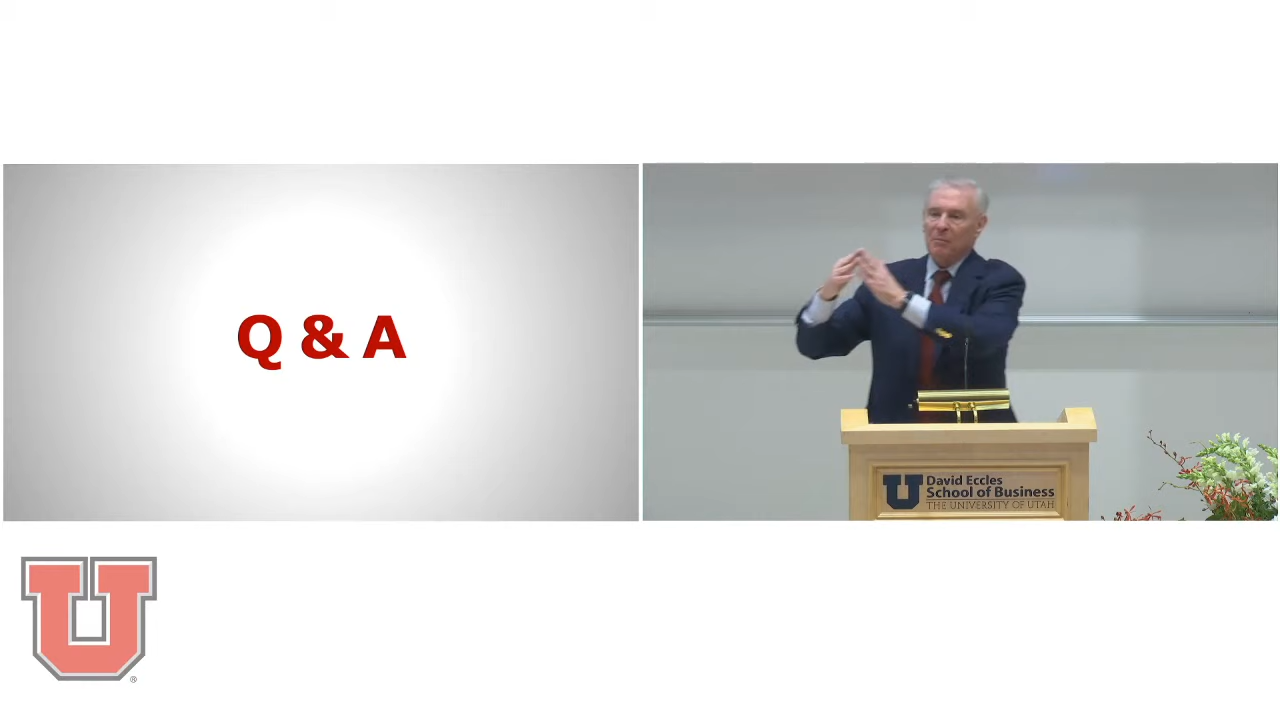 Q & A
U
David Eccles
School of Business
THE UNIVERSITY OF UTAH
U
®